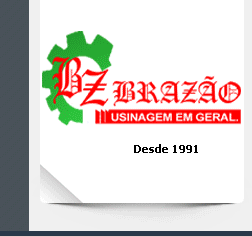 BZ BRAZÃO
USINAGEM EM GERAL.
Desde 1991